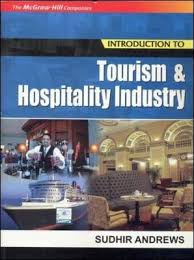 The McGraw-Hill Companies
INTRODUCTION TO
Tourism &
Hospitality Industry
SUDHIR ANDREWS